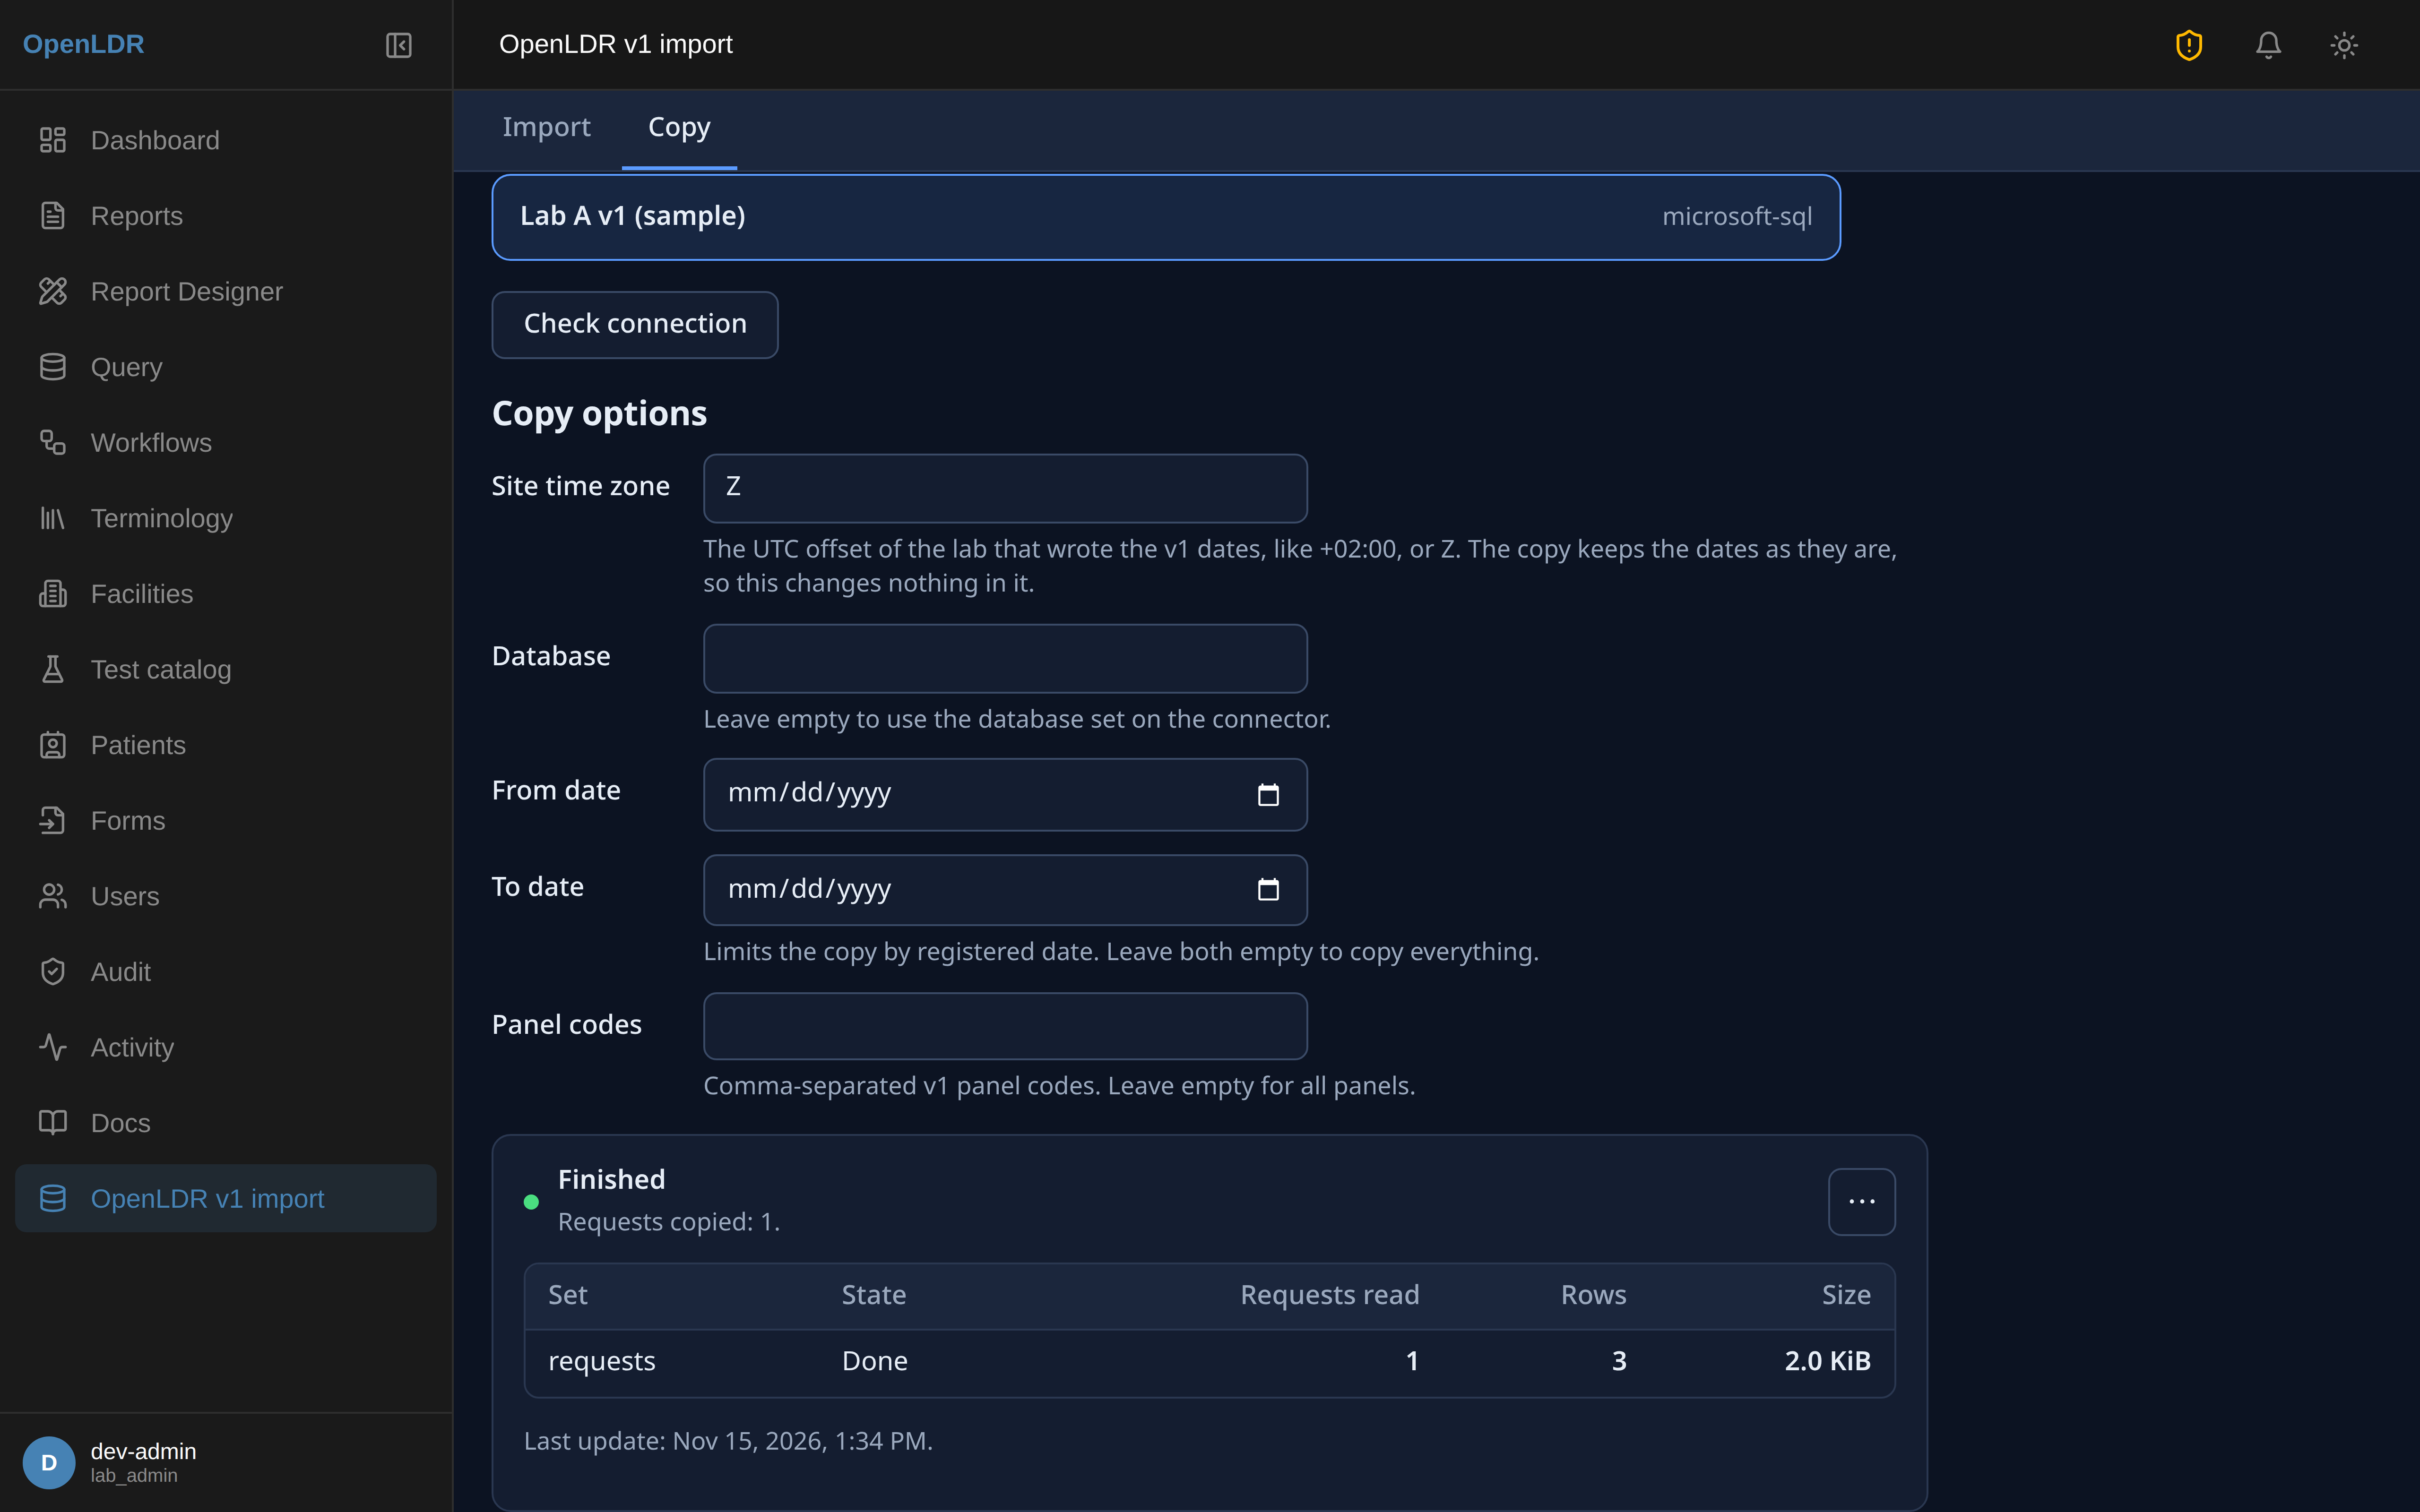 OpenLDR
OpenLDR v1 import
Dashboard
Reports
Report Designer
Query
Workflows
Terminology
Facilities
Test catalog
Patients
Forms
Users
Audit
Activity
Docs
OpenLDR v1 import
D
dev-admin
lab_admin
Import
Copy
Lab A v1 (sample)
microsoft-sql
Check connection
Copy options
Site time zone
Z
The UTC offset of the lab that wrote the v1 dates, like +02:00, or Z. The copy keeps the dates as they are,
so this changes nothing in it.
Database
Leave empty to use the database set on the connector.
From date
mm/dd/yyyy
To date
mm/dd/yyyy
Limits the copy by registered date. Leave both empty to copy everything.
Panel codes
Comma-separated v1 panel codes. Leave empty for all panels.
Finished
Requests copied: 1.
...
Set State Requests read Rows Size
requests Done 1 3 2.0 KiB
Last update: Nov 15, 2026, 1:34 PM.